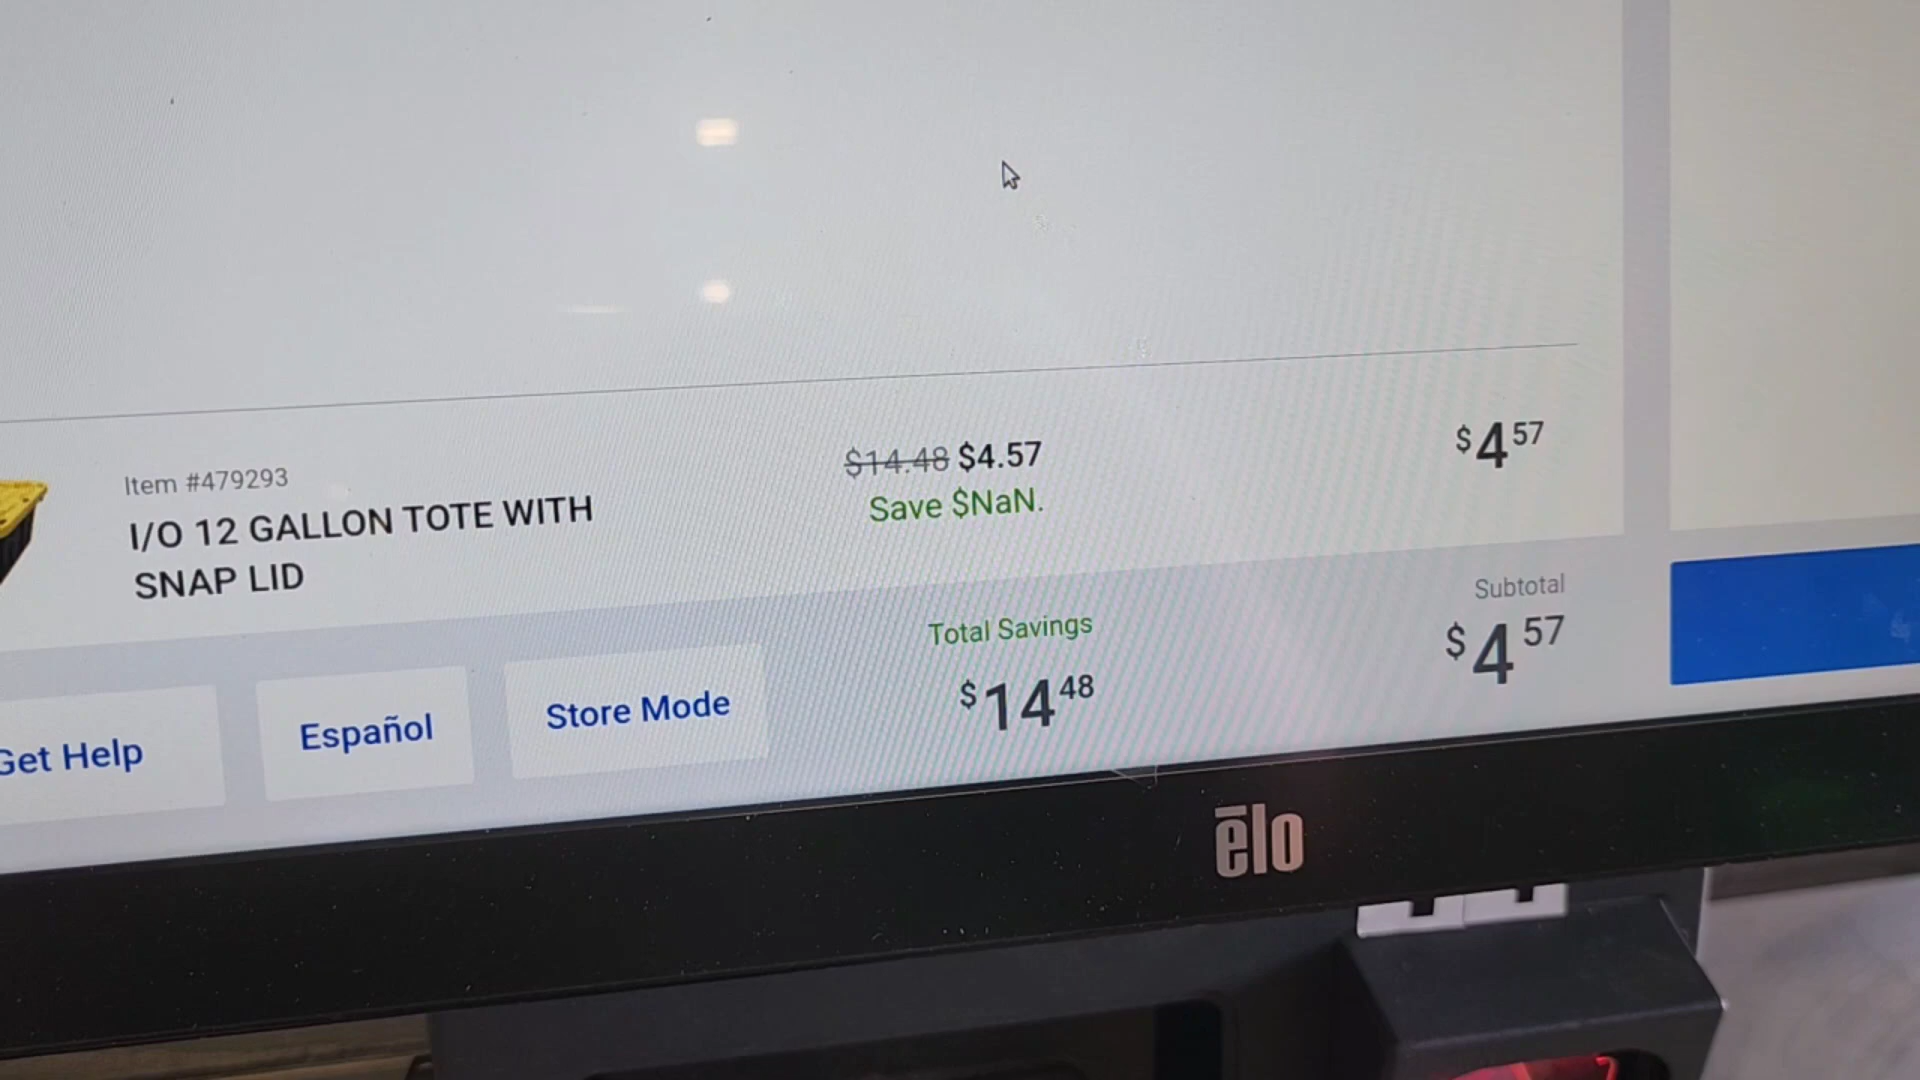 Item #479293
I/O 12 GALLON TOTE WITH
SNAP LID
$14.48 $4.57
Save $NaN.
$4 57
Total Savings
$14 48
Subtotal
$4 57
Get Help
Español
Store Mode
elo